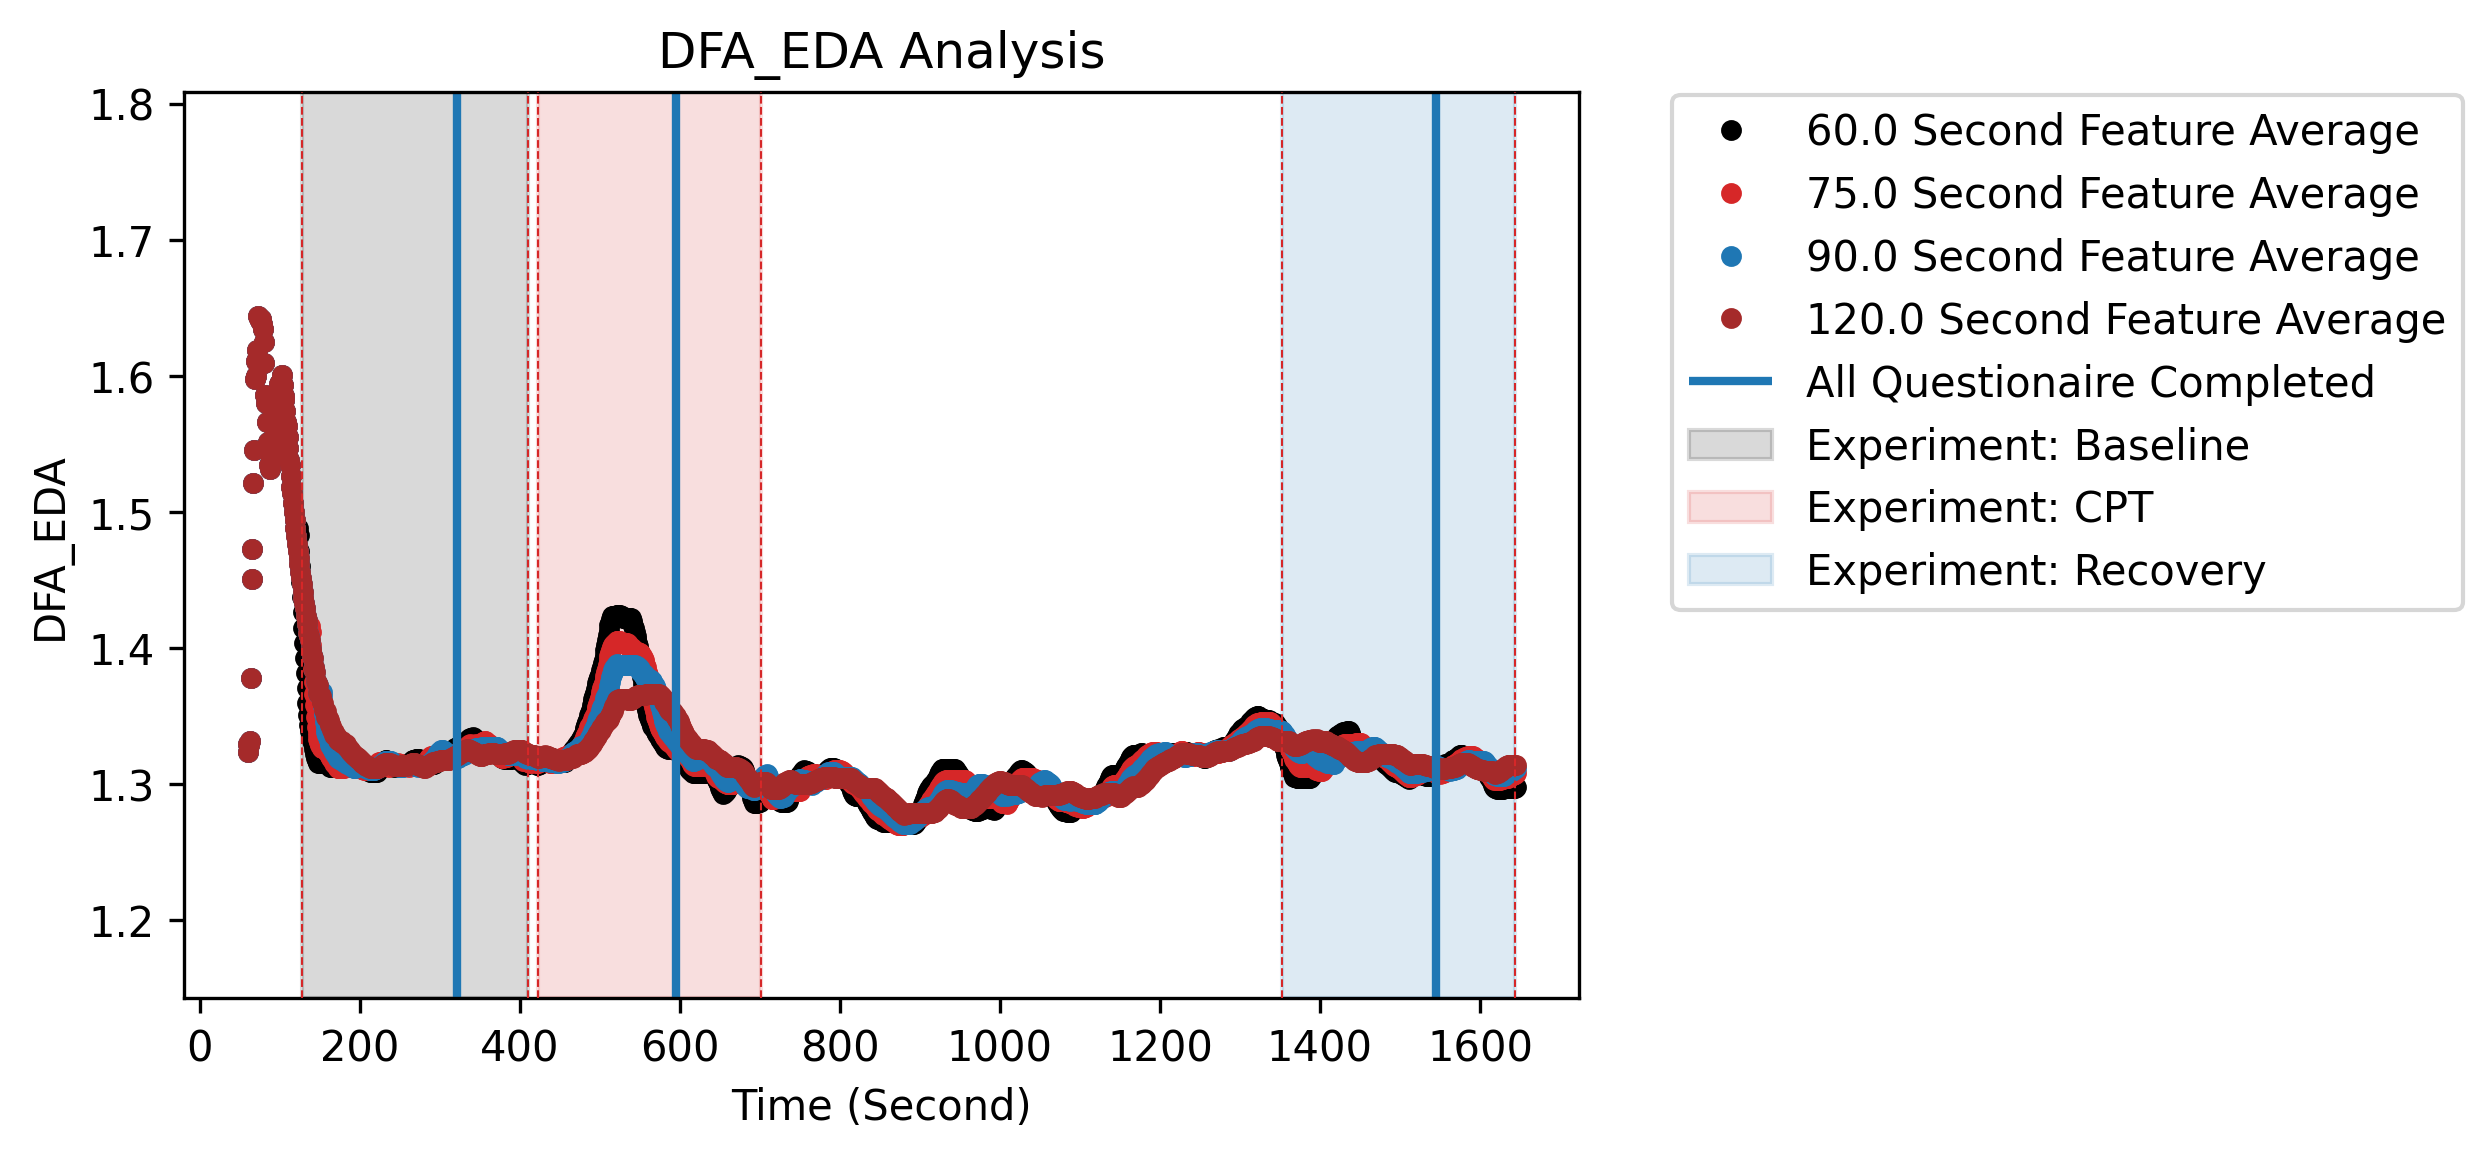 DFA_EDA Analysis
1.8
1.7
1.6
1.5
1.4
1.3
1.2
DFA_EDA
0 200 400 600 800 1000 1200 1400 1600
Time (Second)
60.0 Second Feature Average
75.0 Second Feature Average
90.0 Second Feature Average
120.0 Second Feature Average
All Questionaire Completed
Experiment: Baseline
Experiment: CPT
Experiment: Recovery